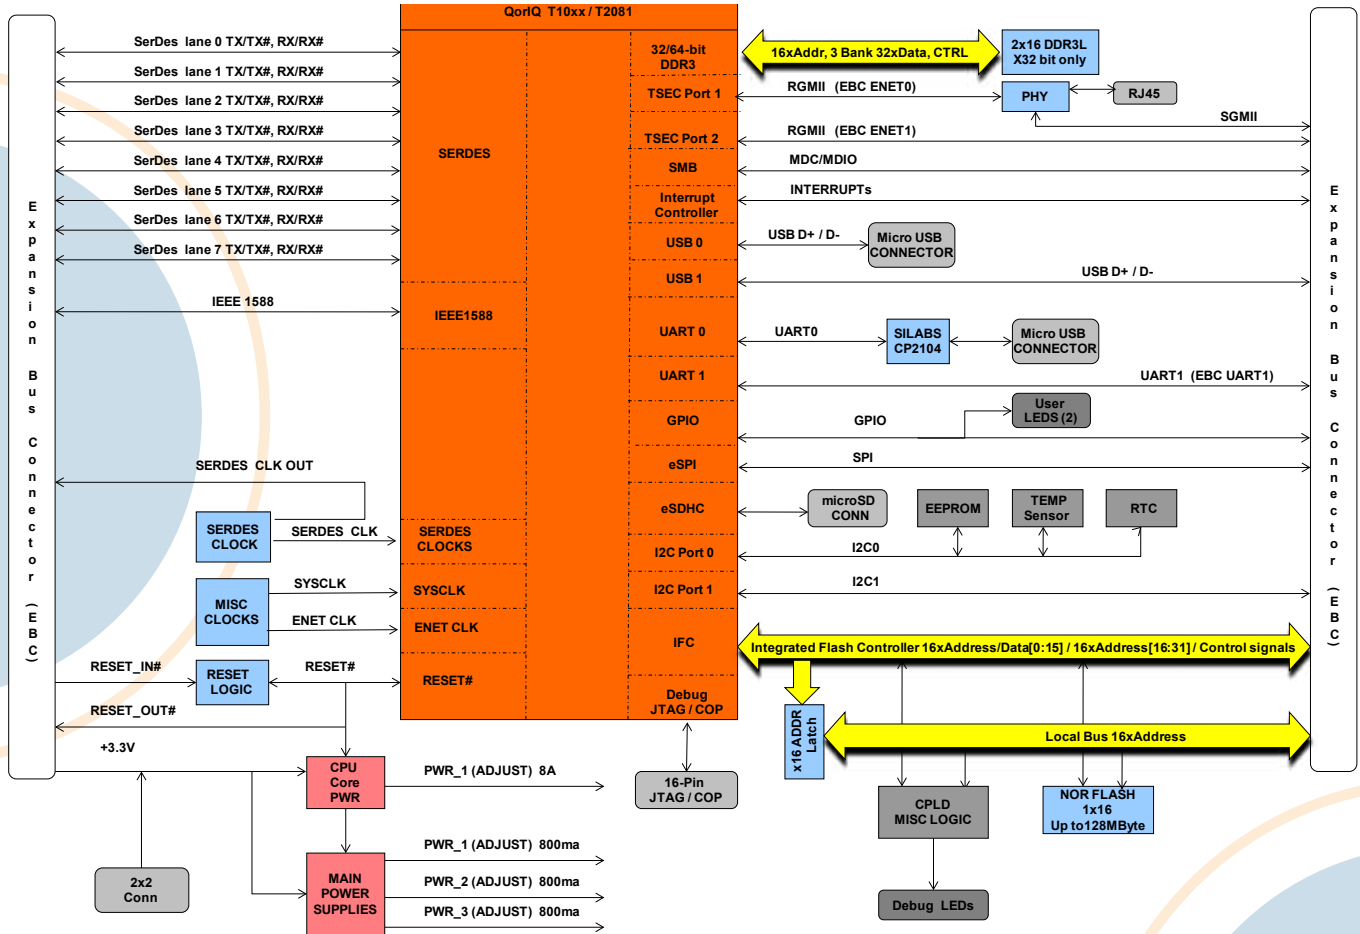 QorIQ T10xx / T2081
SerDes lane 0 TX/TX#, RX/RX#
SerDes lane 1 TX/TX#, RX/RX#
SerDes lane 2 TX/TX#, RX/RX#
SerDes lane 3 TX/TX#, RX/RX#
SerDes lane 4 TX/TX#, RX/RX#
SerDes lane 5 TX/TX#, RX/RX#
SerDes lane 6 TX/TX#, RX/RX#
SerDes lane 7 TX/TX#, RX/RX#
IEEE 1588
Expansion Bus Connector (EBC)
SERDES CLK OUT
SERDES
CLOCK
SERDES CLK
MISC
CLOCKS
SYSCLK
ENET CLK
RESET_IN#
RESET
LOGIC
RESET#
RESET_OUT#
+3.3V
CPU
Core
PWR
PWR_1 (ADJUST) 8A
2x2
Conn
MAIN
POWER
SUPPLIES
PWR_1 (ADJUST) 800ma
PWR_2 (ADJUST) 800ma
PWR_3 (ADJUST) 800ma
SERDES
IEEE1588
SERDES
CLOCKS
SYSCLK
ENET CLK
RESET#
32/64-bit
DDR3
TSEC Port 1
TSEC Port 2
SMB
Interrupt
Controller
USB 0
USB 1
UART 0
UART 1
GPIO
eSPI
eSDHC
I2C Port 0
I2C Port 1
IFC
Debug
JTAG / COP
16-Pin
JTAG / COP
16xAddr, 3 Bank 32xData, CTRL
2x16 DDR3L
X32 bit only
RGMII (EBC ENET0)
PHY
RJ45
SGMII
RGMII (EBC ENET1)
MDC/MDIO
INTERRUPTs
USB D+ / D-
Micro USB
CONNECTOR
USB D+ / D-
UART0
SILABS
CP2104
Micro USB
CONNECTOR
UART1 (EBC UART1)
User
LEDS (2)
GPIO
SPI
microSD
CONN
EEPROM
TEMP
Sensor
RTC
I2C0
I2C1
Integrated Flash Controller 16xAddress/Data[0:15] / 16xAddress[16:31] / Control signals
x16 ADDR
Latch
Local Bus 16xAddress
CPLD
MISC LOGIC
NOR FLASH
1x16
Up to128MByte
Debug LEDs
Expansion Bus Connector (EBC)